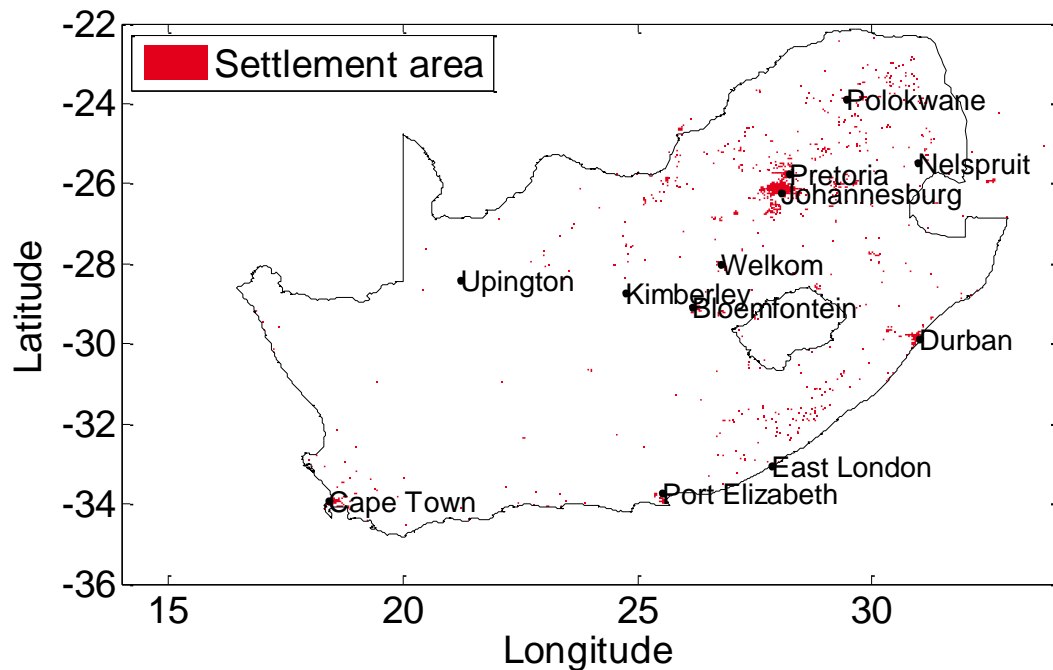 Settlement area
-22
-24
-26
-28
-30
-32
-34
-36
Latitude
Polokwane
Nelspruit
Pretoria
Johannesburg
Welkom
Upington
Kimberley
Bloemfontein
Durban
East London
Port Elizabeth
Cape Town
15
20
25
30
Longitude